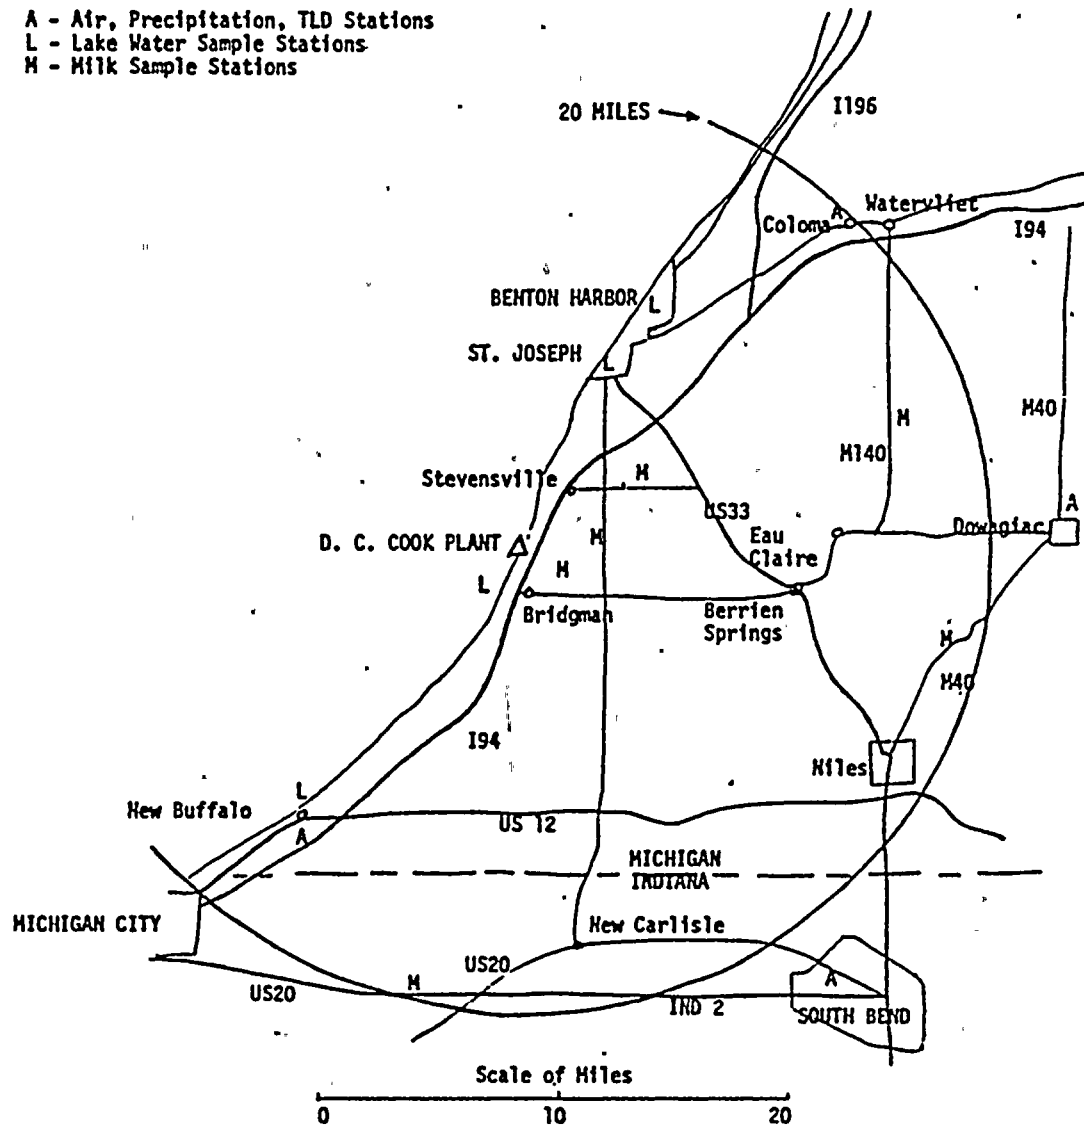 A - Air, Precipitation, TLD Stations
L - Lake Water Sample Stations
M - Milk Sample Stations
20 MILES
I196
A
Watervliet
Coloma
I94
BENTON HARBOR
L
ST. JOSEPH
L
M40
M
M140
Stevensville
M
A
US33
Dowagiac
M
Eau
Claire
D. C. COOK PLANT
L
M
Bridgman
Berrien
Springs
M
M40
I94
Niles
L
New Buffalo
US 12
A
MICHIGAN
INDIANA
MICHIGAN CITY
New Carlisle
US20
M
A
US20
IND 2
SOUTH BEND
Scale of Miles
0 10 20